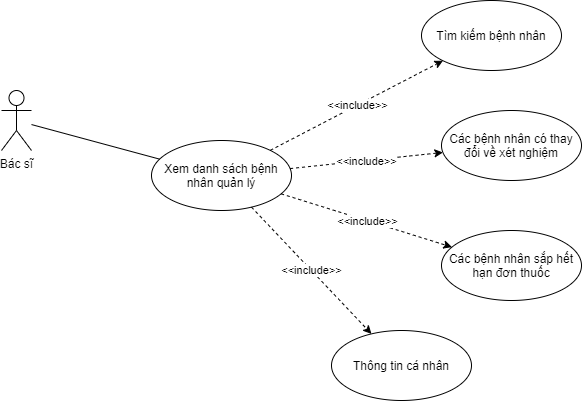 Tìm kiếm bệnh nhân
<<include>>
Bác sĩ
Xem danh sách bệnh
nhân quản lý
<<include>>
Các bệnh nhân có thay
đổi về xét nghiệm
<<include>>
Các bệnh nhân sắp hết
hạn đơn thuốc
<<include>>
Thông tin cá nhân